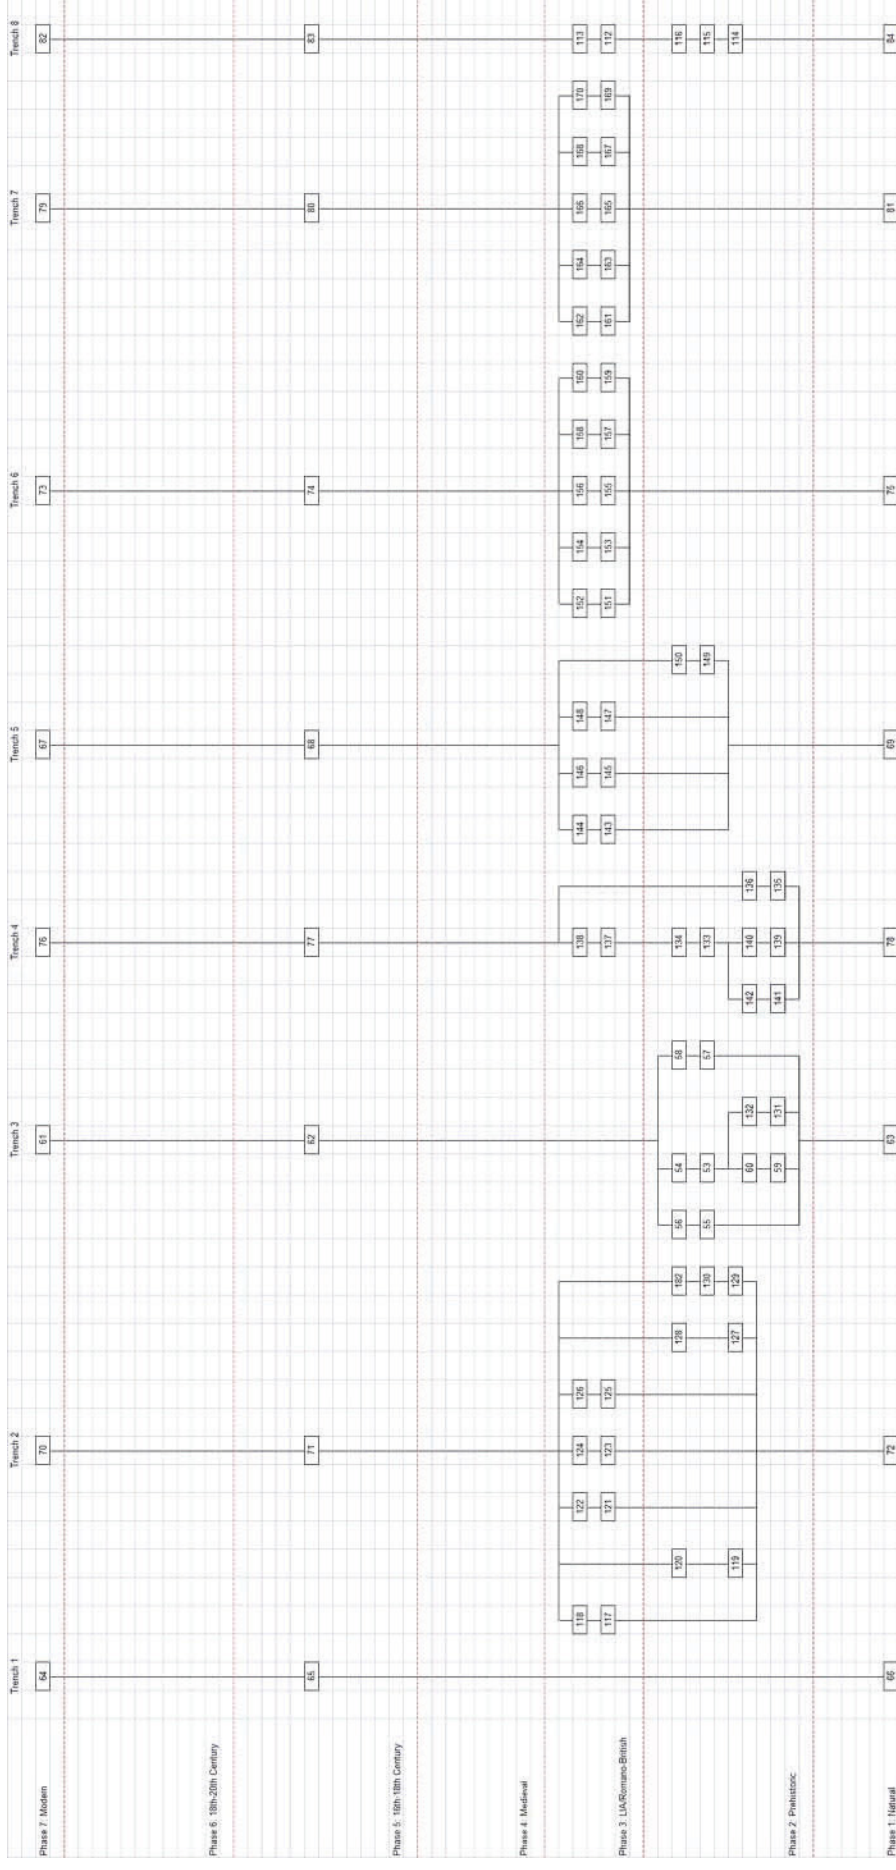 Trench 1 Trench 2 Trench 3 Trench 4 Trench 5 Trench 6 Trench 7 Trench 8
Phase 7: Modern 64 70 61 76 67 73 79 82
Phase 6: 18th-20th Century
65 71 62 77 68 74 80 83
Phase 5: 16th-18th Century
Phase 4: Medieval
118 122 124 126 138 144 146 148 152 154 156 158 160 162 164 166 168 170 113
117 121 123 125 137 143 145 147 151 153 155 157 159 161 163 165 167 169 112
Phase 3: LIA/Romano-British
120 128 182 56 54 58 134 150 116
130 55 53 57 133 149 115
119 127 129 114
60 132 142 140 136
59 131 141 139 135
Phase 2: Prehistoric
Phase 1: Natural 66 72 63 78 69 75 81 84